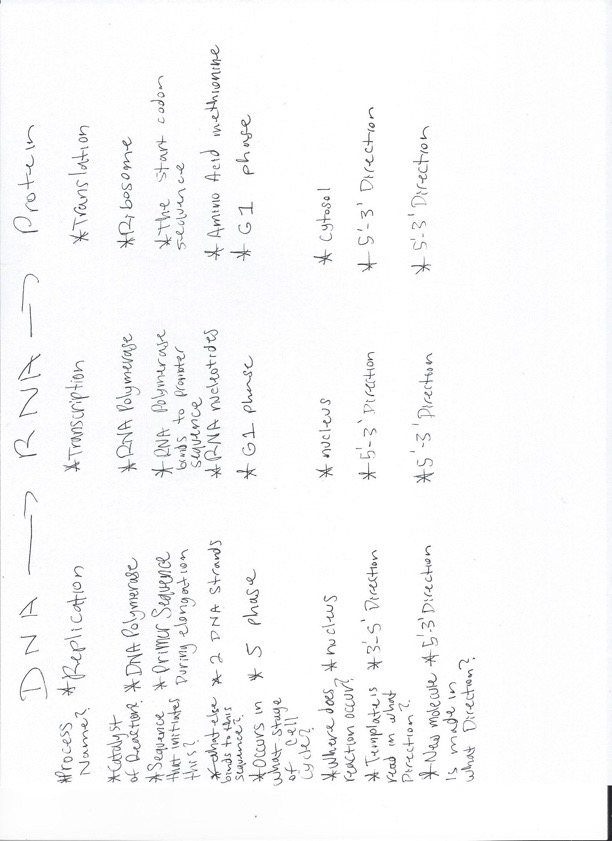 DNA → RNA → Protein
*Process Name? *Replication *Transcription *Translation
*Catalyst of Reaction? *DNA Polymerase *RNA Polymerase *Ribosome
*Sequence that initiates this? *Primer Sequence During elongation *RNA Polymerase binds to promoter sequence *The start codon sequence
*what else binds to this sequence? *2 DNA Strands *RNA nucleotides *Amino Acid methionine
*Occurs in what stage of Cell Cycle? *S phase *G1 phase *G1 phase
*Where does reaction occur? *nucleus *nucleus *Cytosol
*Template is read in what Direction? *3'-5' Direction *5'-3' Direction *5'-3' Direction
*New molecule is made in what Direction? *5'-3' Direction *5'-3' Direction *5'-3' Direction